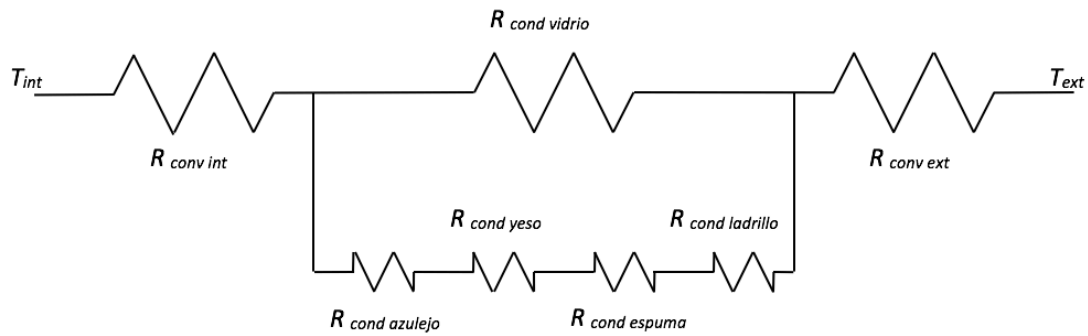 R cond vidrio
T int
T ext
R conv int
R conv ext
R cond yeso
R cond ladrillo
R cond azulejo
R cond espuma